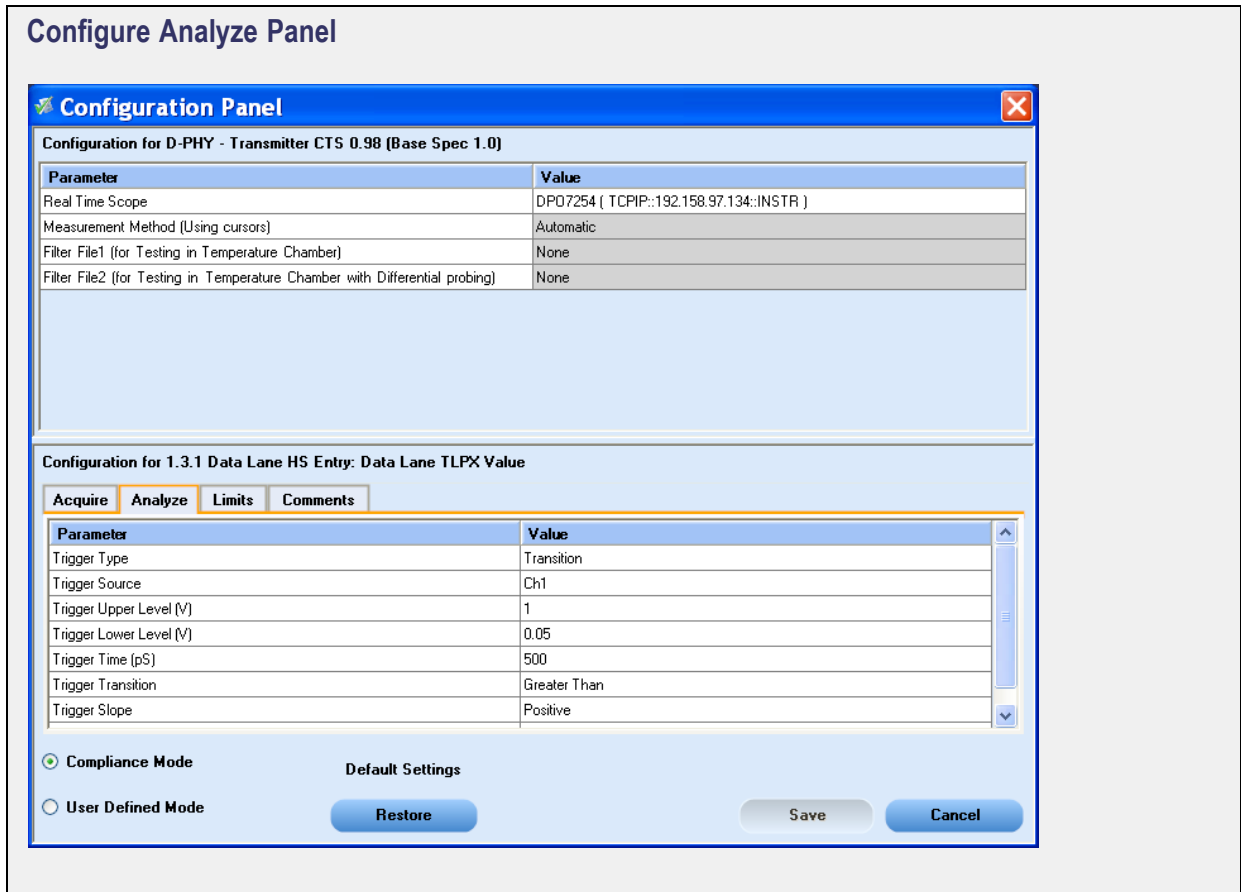 Configure Analyze Panel
Configuration Panel
Configuration for D-PHY - Transmitter CTS 0.98 (Base Spec 1.0)
Parameter Value
Real Time Scope DPO7254 ( TCPIP::192.158.97.134::INSTR )
Measurement Method (Using cursors) Automatic
Filter File1 (for Testing in Temperature Chamber) None
Filter File2 (for Testing in Temperature Chamber with Differential probing) None
Configuration for 1.3.1 Data Lane HS Entry: Data Lane TLPX Value
Acquire Analyze Limits Comments
Parameter Value
Trigger Type Transition
Trigger Source Ch1
Trigger Upper Level (V) 1
Trigger Lower Level (V) 0.05
Trigger Time (pS) 500
Trigger Transition Greater Than
Trigger Slope Positive
Compliance Mode
Default Settings
User Defined Mode Restore Save Cancel